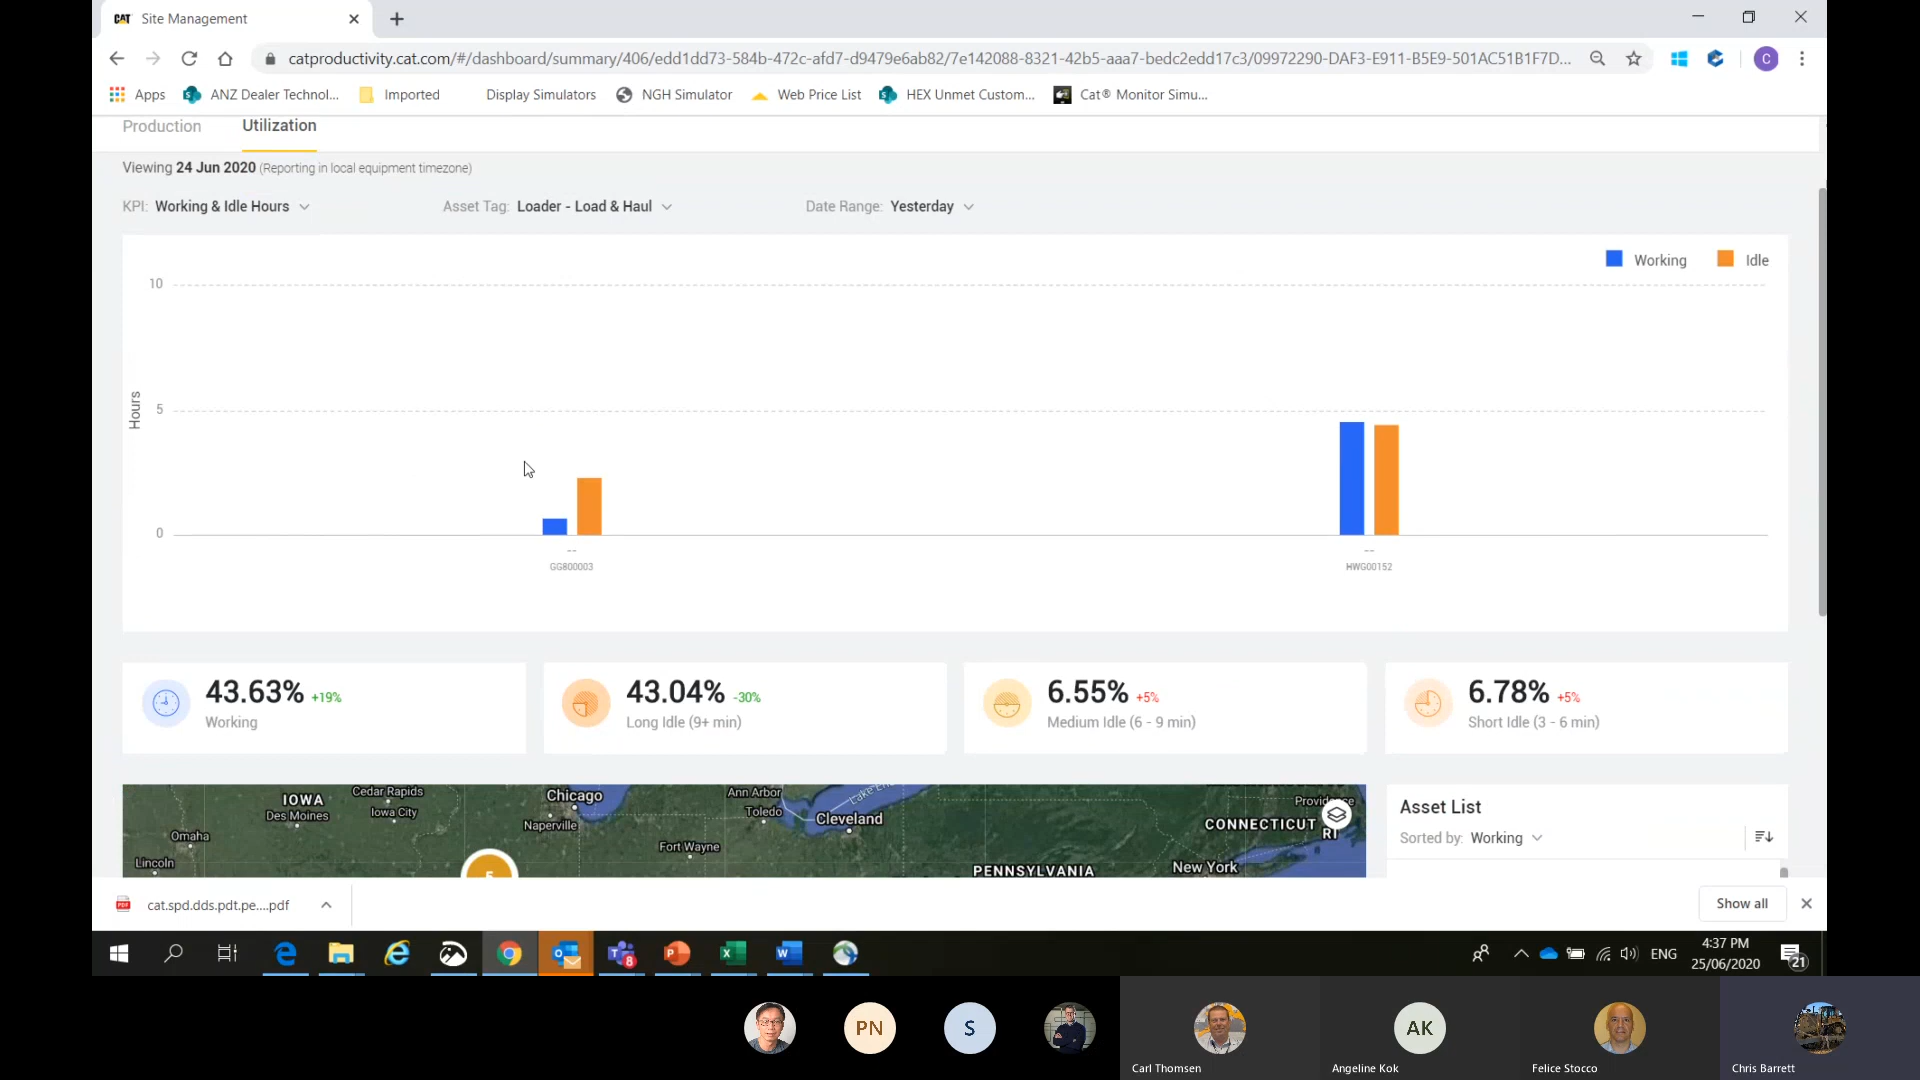 CAT Site Management
catproductivity.cat.com/#/dashboard/summary/406/edd1dd73-584b-472c-afd7-d9479e6ab82/7e142088-8321-42b5-aaa7-bedc2edd17c3/09972290-DAF3-E911-B5E9-501AC51B1F7D...
C
Apps ANZ Dealer Technol... Imported Display Simulators NGH Simulator Web Price List HEX Unmet Custom... Cat® Monitor Simu...
Production Utilization
Viewing 24 Jun 2020 (Reporting in local equipment timezone)
KPI: Working & Idle Hours Asset Tag: Loader - Load & Haul Date Range: Yesterday
Working Idle
10
5
0
Hours
-- --
GG800003 HWG00152
43.63% +19% 43.04% -30% 6.55% +5% 6.78% +5%
Working Long Idle (9+ min) Medium Idle (6 - 9 min) Short Idle (3 - 6 min)
IOWA Cedar Rapids Chicago Ann Arbor Lake
Des Moines Iowa City Naperville Toledo Cleveland CONNECTICUT RI
Omaha Fort Wayne
Lincoln 5 PENNSYLVANIA New York
Asset List
Sorted by: Working
PDF cat.spd.dds.pdt.pe....pdf Show all
8 ENG 4:37 PM
25/06/2020 21
PN S AK
Carl Thomsen Angeline Kok Felice Stocco Chris Barrett